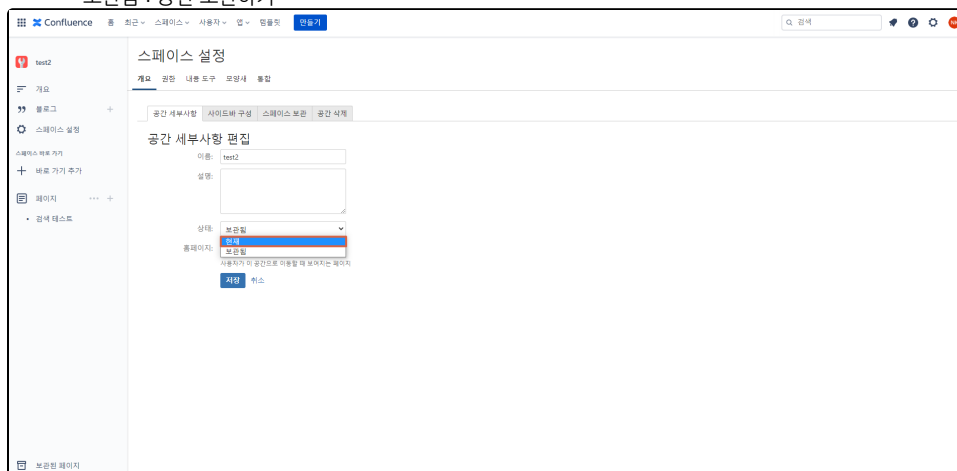 Confluence 홈 최근 스페이스 사용자 앱 템플릿 만들기 검색
test2
개요
블로그
스페이스 설정
스페이스 바로 가기
바로 가기 추가
페이지
검색 테스트
보관된 페이지
스페이스 설정
개요 권한 내용 도구 모양새 통합
공간 세부사항 사이드바 구성 스페이스 보관 공간 삭제
공간 세부사항 편집
이름: test2
설명:
상태: 보관됨
현재
보관됨
홈페이지:
사용자가 이 공간으로 이동할 때 보여지는 페이지
저장 취소